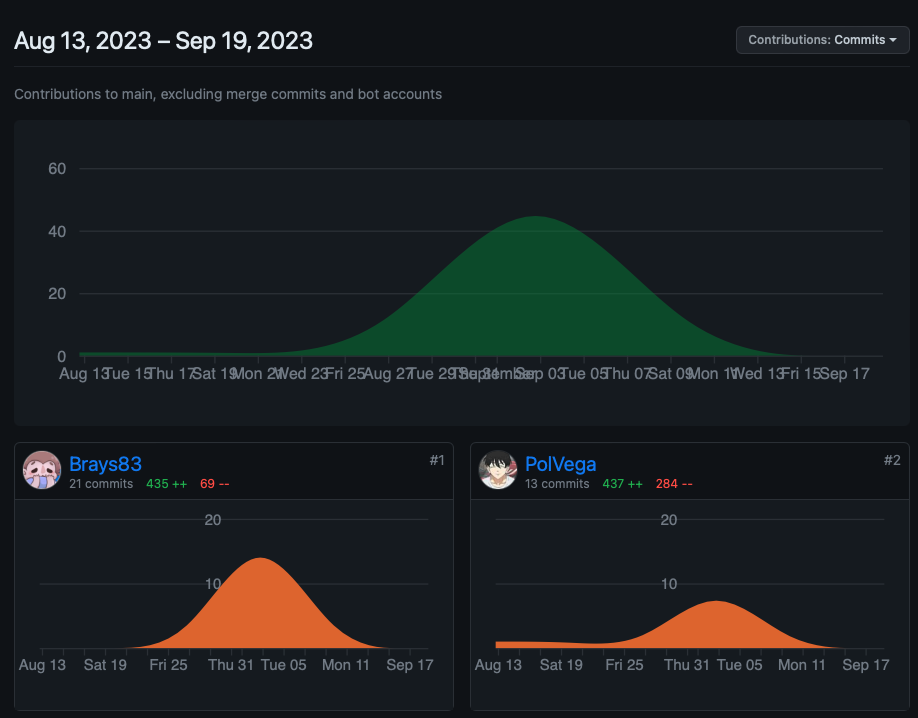 Aug 13, 2023 – Sep 19, 2023
Contributions: Commits
Contributions to main, excluding merge commits and bot accounts
60
40
20
0
Aug 13 Tue 15 Thu 17 Sat 19 Mon 21 Wed 23 Fri 25 Aug 27 Tue 29 Thu 31 September Sep 03 Tue 05 Thu 07 Sat 09 Mon 11 Wed 13 Fri 15 Sep 17
Brays83
#1
21 commits 435 ++ 69 --
20
10
Aug 13 Sat 19 Fri 25 Thu 31 Tue 05 Mon 11 Sep 17
PolVega
#2
13 commits 437 ++ 284 --
20
10
Aug 13 Sat 19 Fri 25 Thu 31 Tue 05 Mon 11 Sep 17